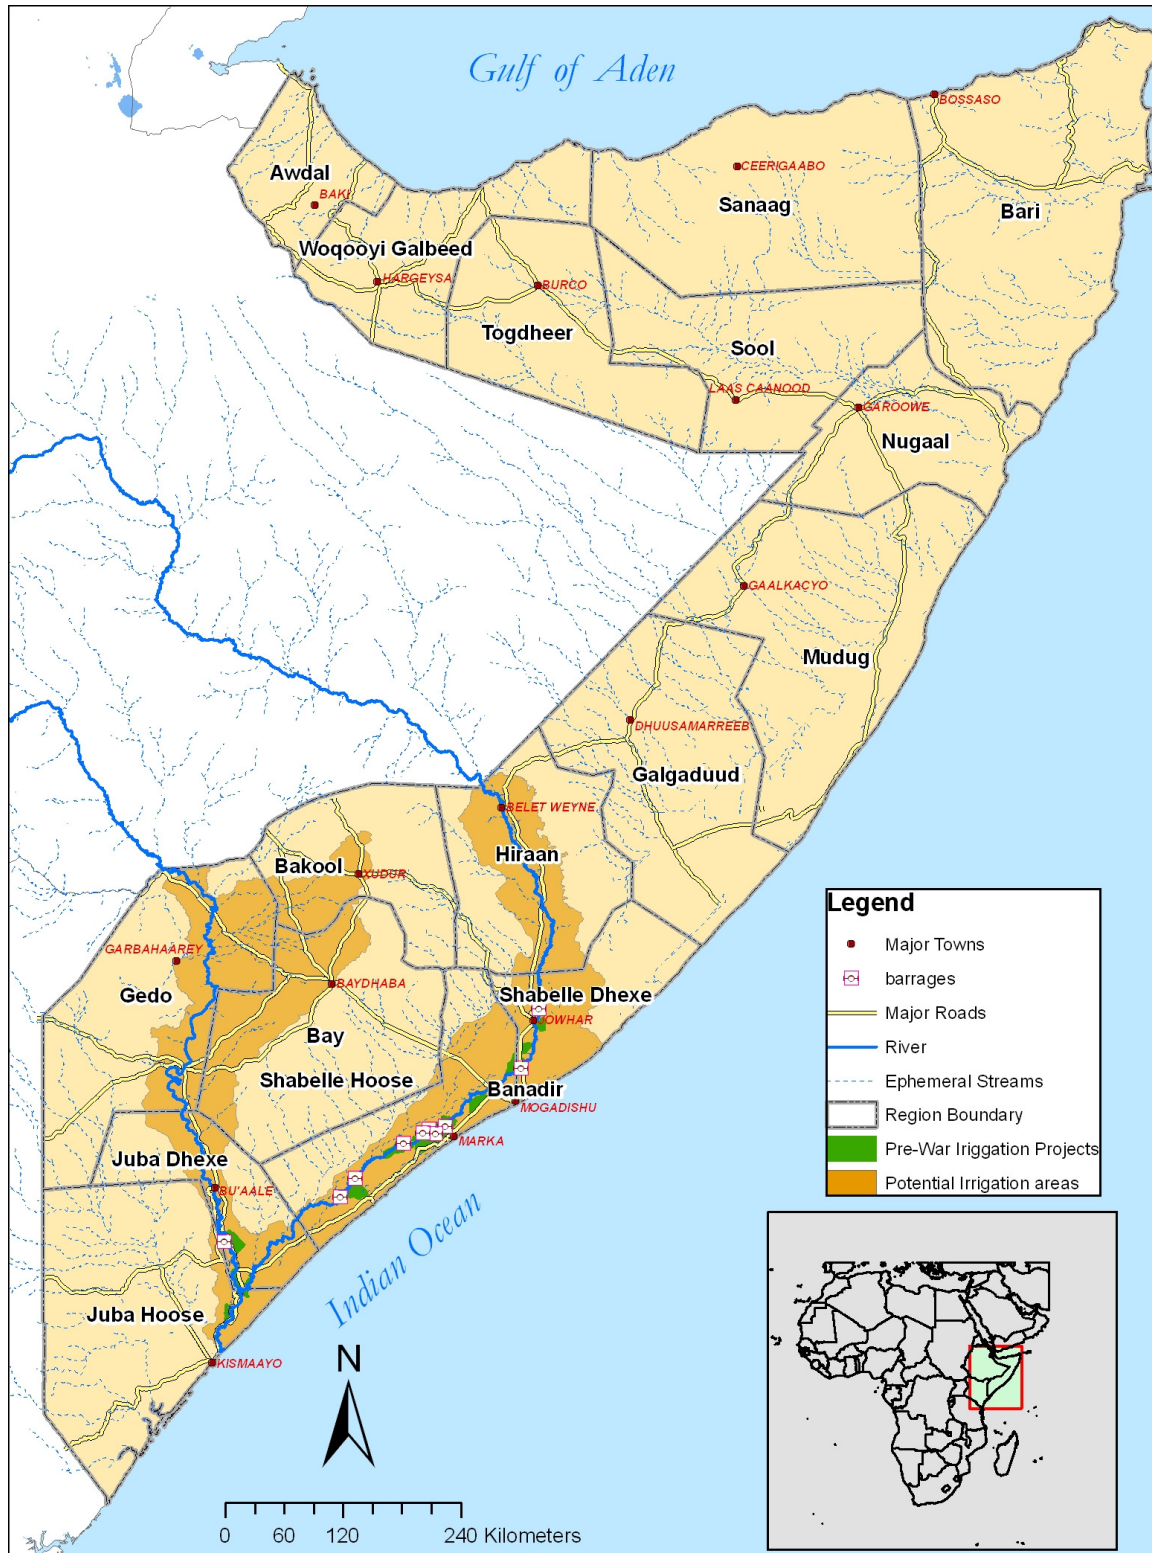 Gulf of Aden
BOSSASO
CEERIGAABO
Awdal
BAKI
Sanaag
Bari
Woqooyi Galbeed
HARGEYSA
BURCO
Togdheer
Sool
LAAS CAANOOD
GAROOWE
Nugaal
GAALKACYO
Mudug
DHUUSAMARREEB
Galgaduud
BELET WEYNE
Hiraan
Bakool
XUDUR
GARBAHAAREY
BAYDHABA
Gedo
Shabelle Dhexe
JOWHAR
Bay
Shabelle Hoose
Banadir
MOGADISHU
MARKA
Juba Dhexe
BU'AALE
Indian Ocean
Juba Hoose
KISMAAYO
Legend
Major Towns
barrages
Major Roads
River
Ephemeral Streams
Region Boundary
Pre-War Iriggation Projects
Potential Irrigation areas
N
0 60 120 240 Kilometers